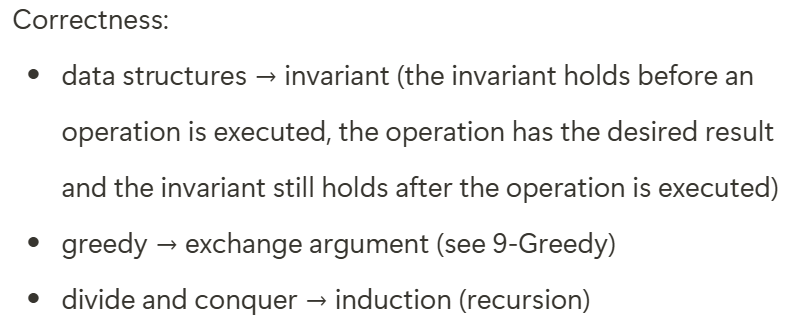 Correctness:
• data structures → invariant (the invariant holds before an
operation is executed, the operation has the desired result
and the invariant still holds after the operation is executed)
• greedy → exchange argument (see 9-Greedy)
• divide and conquer → induction (recursion)